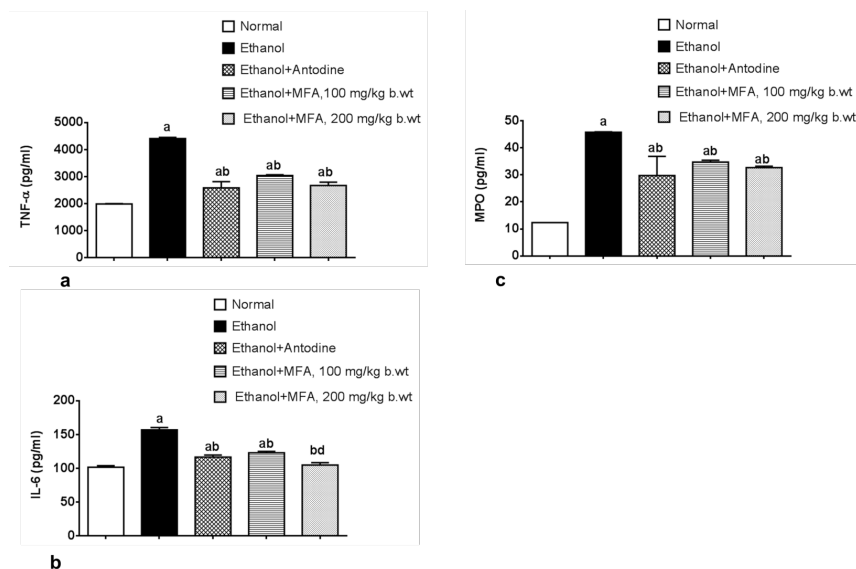 Normal
Ethanol
Ethanol+Antodine
Ethanol+MFA,100 mg/kg b.wt
Ethanol+MFA, 200 mg/kg b.wt
TNF-α (pg/ml)
5000
4000
3000
2000
1000
0
a
ab
ab
ab
a
Normal
Ethanol
Ethanol+Antodine
Ethanol+MFA, 100 mg/kg b.wt
Ethanol+MFA, 200 mg/kg b.wt
MPO (pg/ml)
50
40
30
20
10
0
a
ab
ab
ab
c
Normal
Ethanol
Ethanol+Antodine
Ethanol+MFA, 100 mg/kg b.wt
Ethanol+MFA, 200 mg/kg b.wt
IL-6 (pg/ml)
200
150
100
50
0
a
ab
ab
bd
b